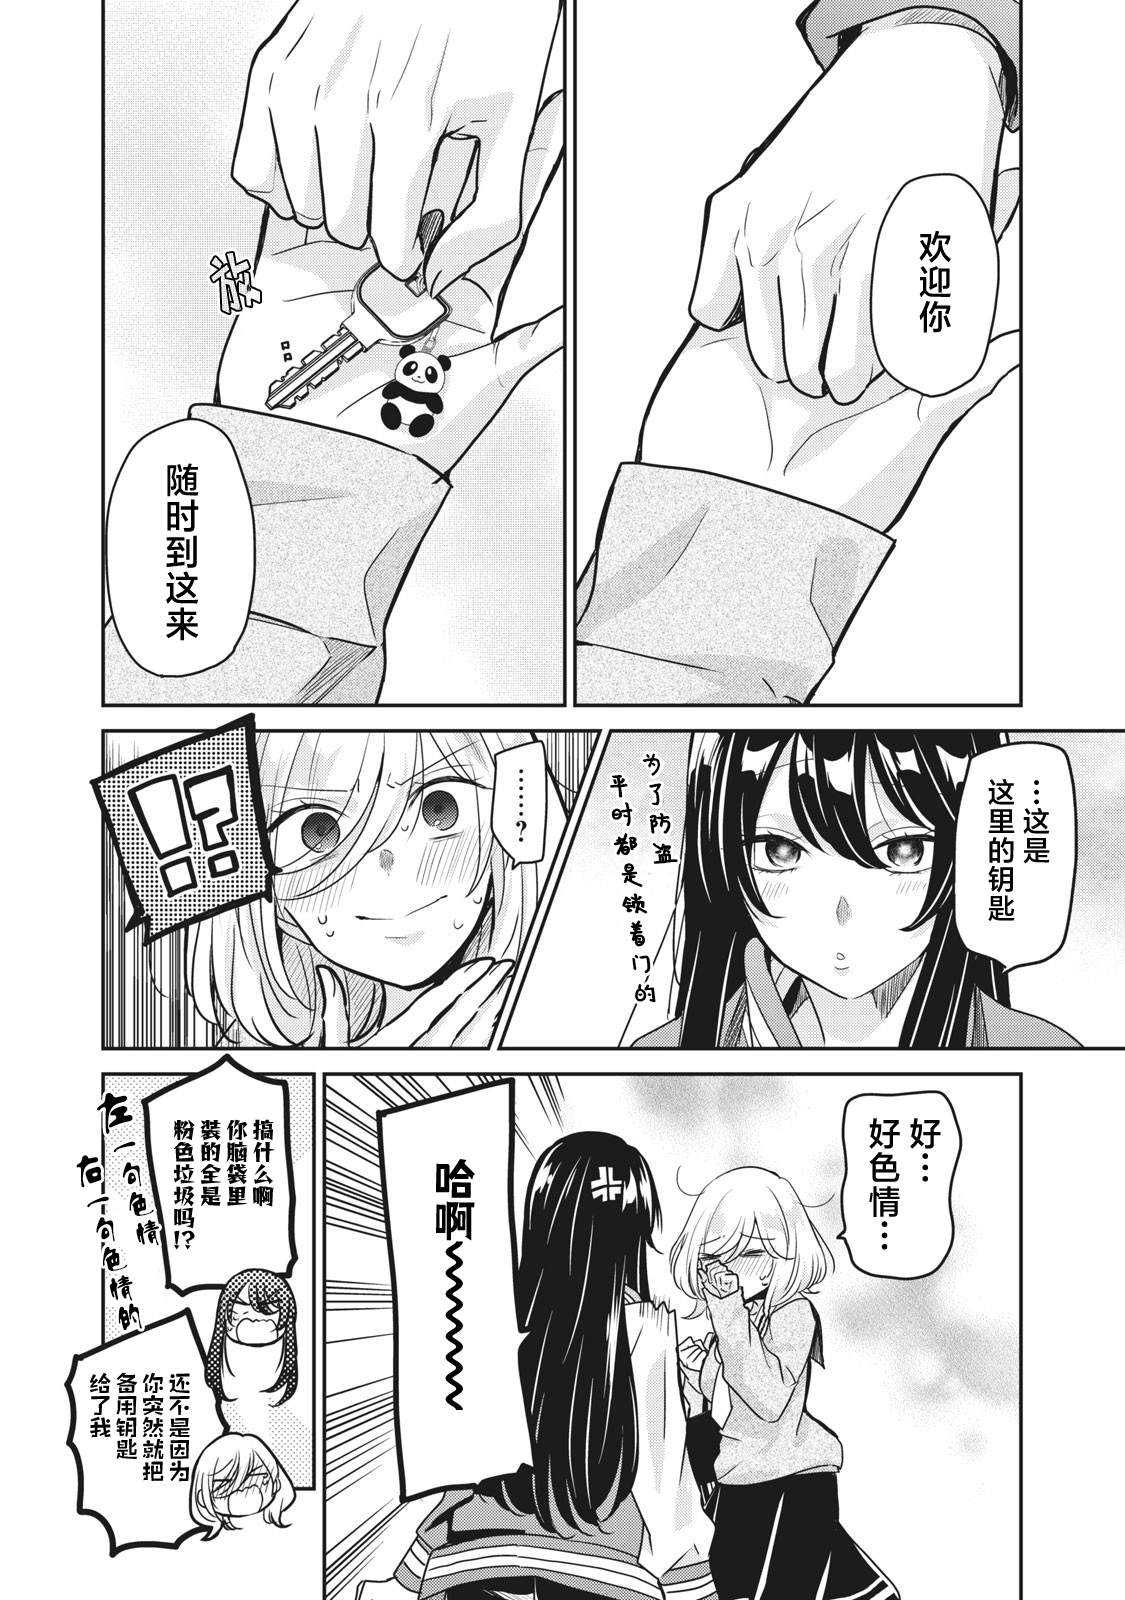 欢迎你
放
随时到这来
…这是
这里的钥匙
为了防盗
平时都是锁着门的
………?
!!?
好…
好色情…
哈啊
搞什么啊
你脑袋里
装的全是
粉色垃圾吗!?
左一句色情
右一句色情的
还不是因为
你突然就把
备用钥匙
给了我